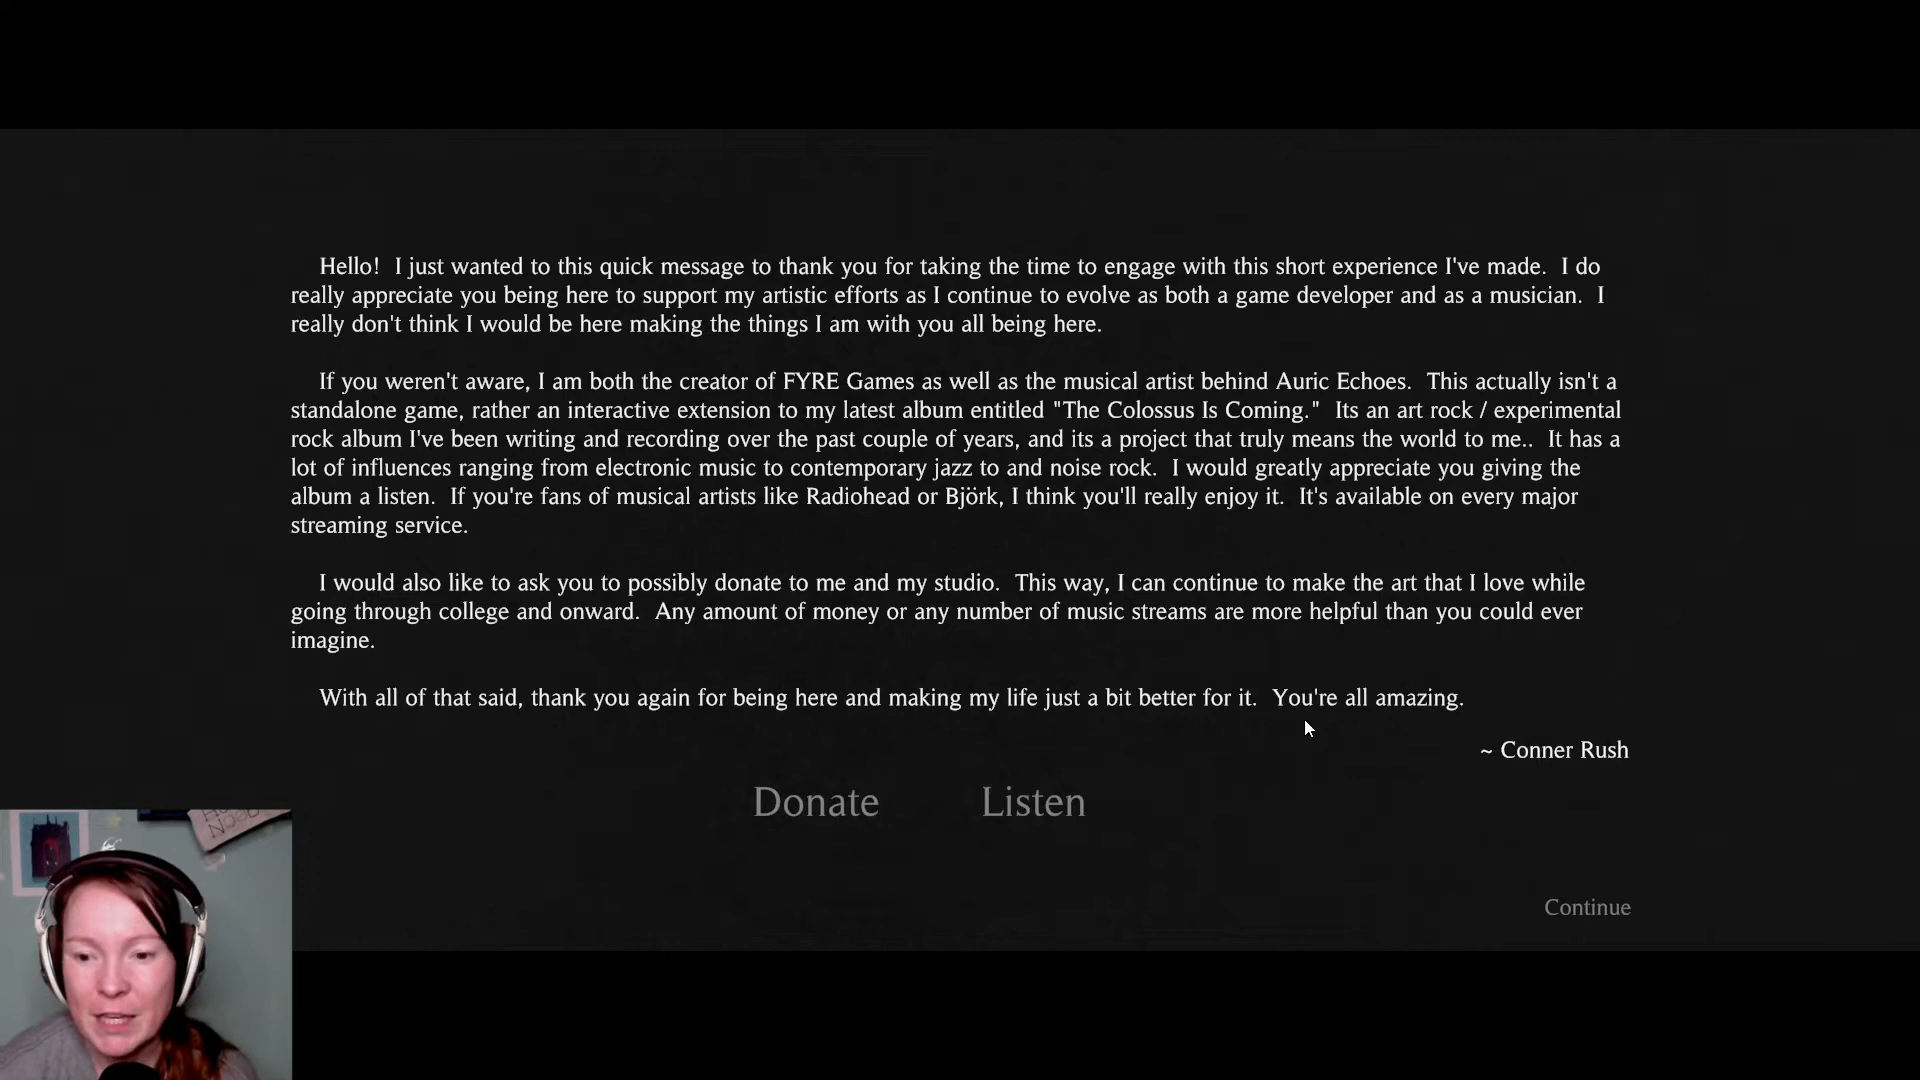 Hello!  I just wanted to this quick message to thank you for taking the time to engage with this short experience I've made.  I do
really appreciate you being here to support my artistic efforts as I continue to evolve as both a game developer and as a musician.  I
really don't think I would be here making the things I am with you all being here.
If you weren't aware, I am both the creator of FYRE Games as well as the musical artist behind Auric Echoes.  This actually isn't a
standalone game, rather an interactive extension to my latest album entitled "The Colossus Is Coming."  Its an art rock / experimental
rock album I've been writing and recording over the past couple of years, and its a project that truly means the world to me..  It has a
lot of influences ranging from electronic music to contemporary jazz to and noise rock.  I would greatly appreciate you giving the
album a listen.  If you're fans of musical artists like Radiohead or Björk, I think you'll really enjoy it.  It's available on every major
streaming service.
I would also like to ask you to possibly donate to me and my studio.  This way, I can continue to make the art that I love while
going through college and onward.  Any amount of money or any number of music streams are more helpful than you could ever
imagine.
With all of that said, thank you again for being here and making my life just a bit better for it.  You're all amazing.
~ Conner Rush
Donate
Listen
Continue